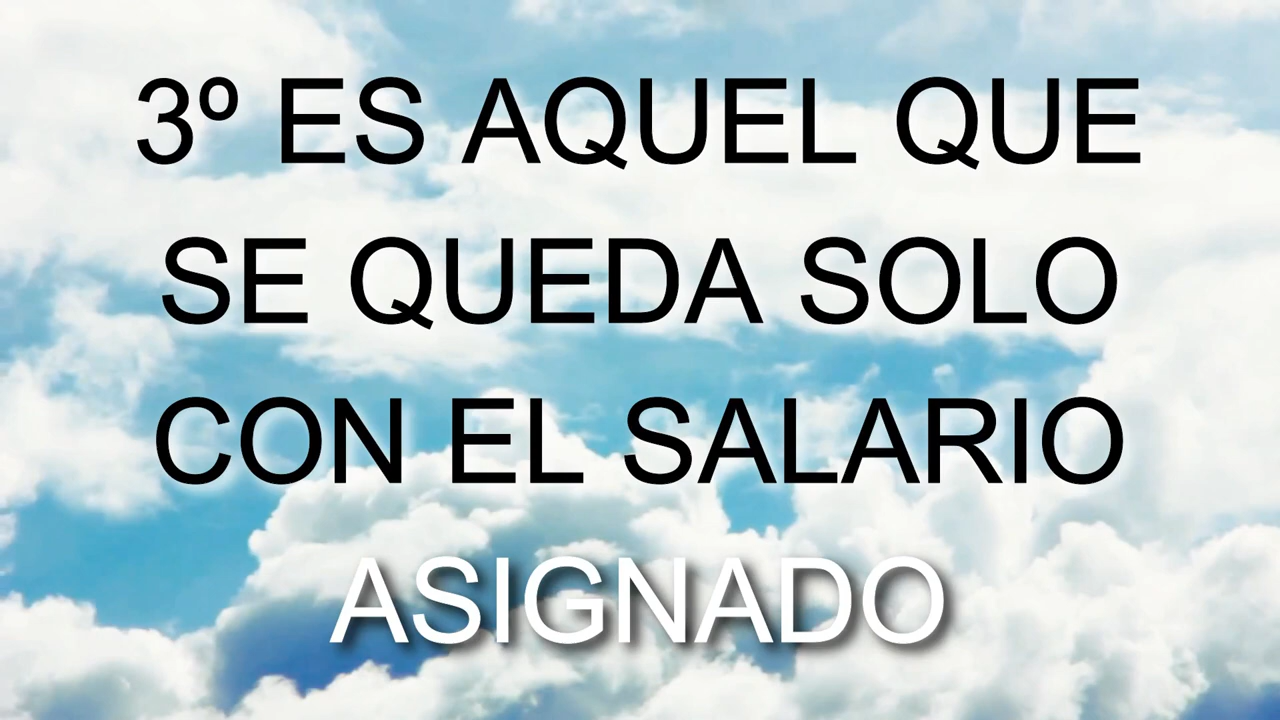 3º ES AQUEL QUE
SE QUEDA SOLO
CON EL SALARIO
ASIGNADO